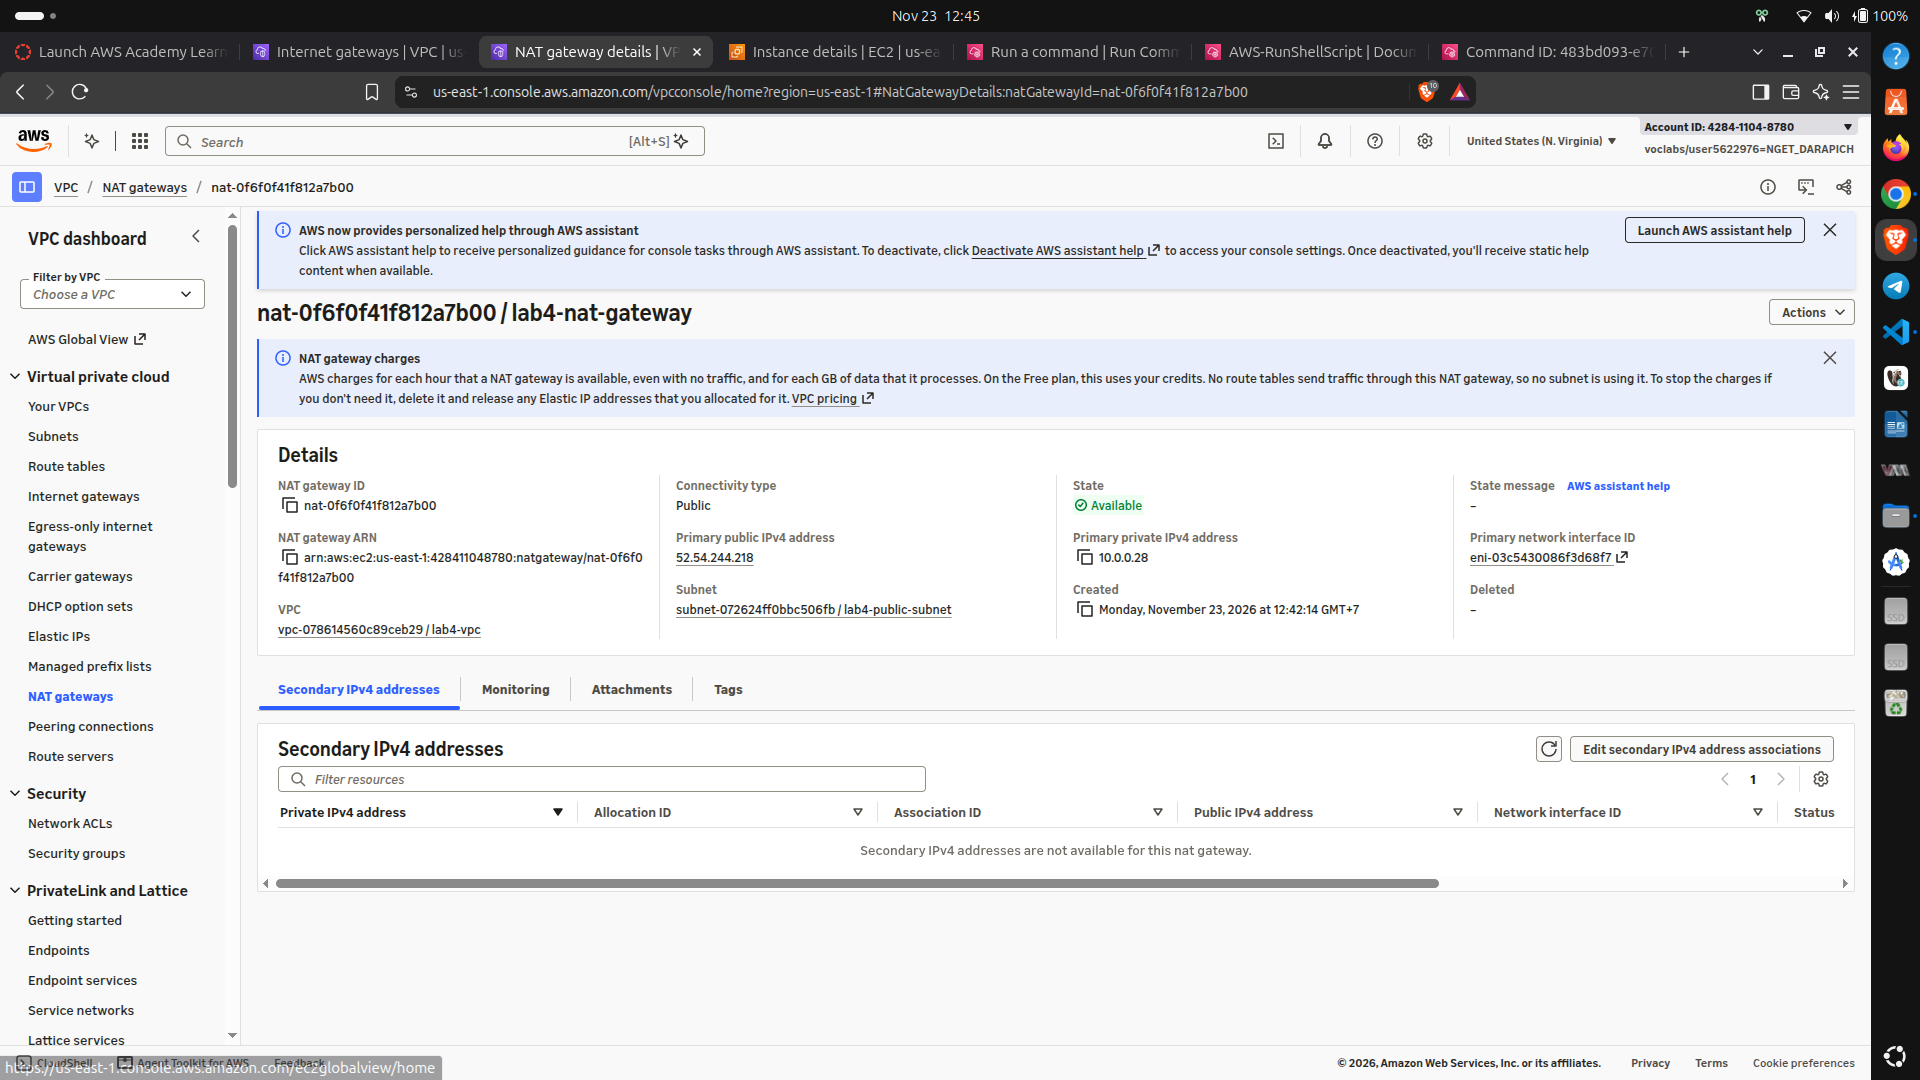 Nov 23 12:45
100%
Launch AWS Academy Learn
Internet gateways | VPC | us-
NAT gateway details | VP
Instance details | EC2 | us-ea
Run a command | Run Comm
AWS-RunShellScript | Docum
Command ID: 483bd093-e70
us-east-1.console.aws.amazon.com/vpcconsole/home?region=us-east-1#NatGatewayDetails:natGatewayId=nat-0f6f0f41f812a7b00
10
aws
Search
[Alt+S]
United States (N. Virginia)
Account ID: 4284-1104-8780
voclabs/user5622976=NGET_DARAPICH
VPC / NAT gateways / nat-0f6f0f41f812a7b00
VPC dashboard
Filter by VPC
Choose a VPC
AWS Global View
Virtual private cloud
Your VPCs
Subnets
Route tables
Internet gateways
Egress-only internet
gateways
Carrier gateways
DHCP option sets
Elastic IPs
Managed prefix lists
NAT gateways
Peering connections
Route servers
Security
Network ACLs
Security groups
PrivateLink and Lattice
Getting started
Endpoints
Endpoint services
Service networks
Lattice services
AWS now provides personalized help through AWS assistant
Click AWS assistant help to receive personalized guidance for console tasks through AWS assistant. To deactivate, click Deactivate AWS assistant help to access your console settings. Once deactivated, you'll receive static help
content when available.
Launch AWS assistant help
nat-0f6f0f41f812a7b00 / lab4-nat-gateway
Actions
NAT gateway charges
AWS charges for each hour that a NAT gateway is available, even with no traffic, and for each GB of data that it processes. On the Free plan, this uses your credits. No route tables send traffic through this NAT gateway, so no subnet is using it. To stop the charges if
you don't need it, delete it and release any Elastic IP addresses that you allocated for it. VPC pricing
Details
NAT gateway ID
nat-0f6f0f41f812a7b00
NAT gateway ARN
arn:aws:ec2:us-east-1:428411048780:natgateway/nat-0f6f0
f41f812a7b00
VPC
vpc-078614560c89ceb29 / lab4-vpc
Connectivity type
Public
Primary public IPv4 address
52.54.244.218
Subnet
subnet-072624ff0bbc506fb / lab4-public-subnet
State
Available
Primary private IPv4 address
10.0.0.28
Created
Monday, November 23, 2026 at 12:42:14 GMT+7
State message AWS assistant help
–
Primary network interface ID
eni-03c5430086f3d68f7
Deleted
–
Secondary IPv4 addresses
Monitoring
Attachments
Tags
Secondary IPv4 addresses
Edit secondary IPv4 address associations
Filter resources
1
Private IPv4 address
Allocation ID
Association ID
Public IPv4 address
Network interface ID
Status
Secondary IPv4 addresses are not available for this nat gateway.
CloudShell
Agent Toolkit for AWS
Feedback
https://us-east-1.console.aws.amazon.com/ec2globalview/home
© 2026, Amazon Web Services, Inc. or its affiliates.
Privacy
Terms
Cookie preferences
SSD
SSD